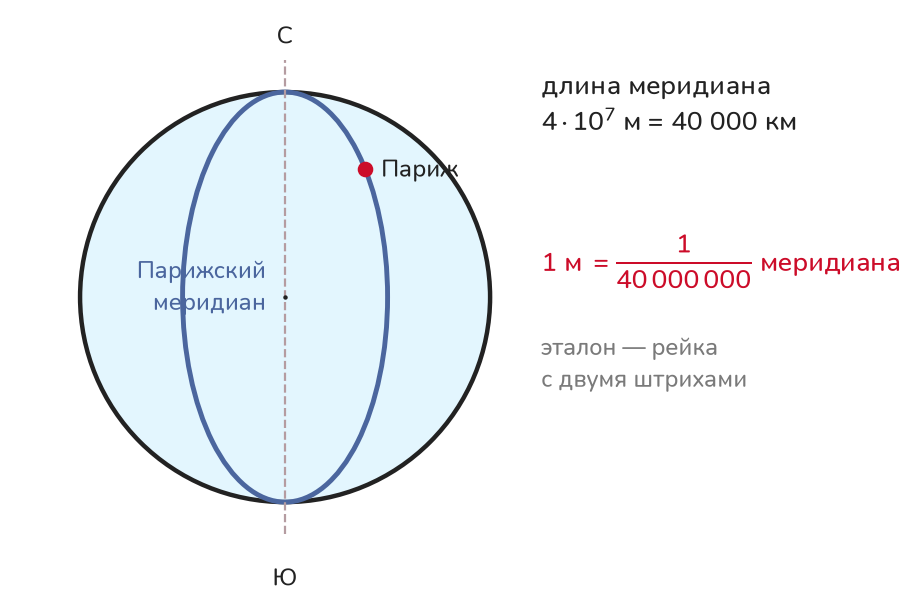 С
Париж
Парижский
меридиан
Ю
длина меридиана
4 · 10⁷ м = 40 000 км
1 м = 1/40 000 000 меридиана
эталон — рейка
с двумя штрихами